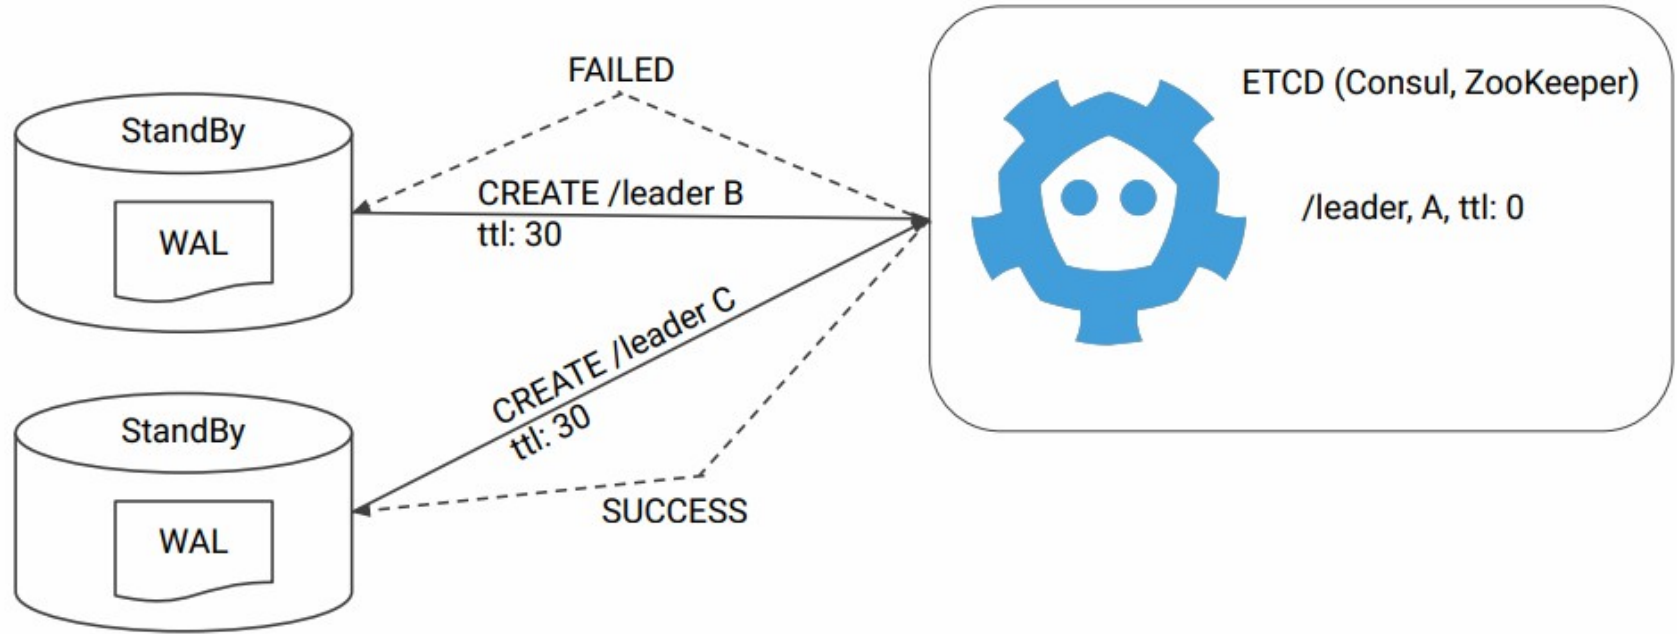 FAILED
ETCD (Consul, ZooKeeper)
StandBy
CREATE /leader B
ttl: 30
/leader, A, ttl: 0
WAL
CREATE /leader C
ttl: 30
StandBy
SUCCESS
WAL